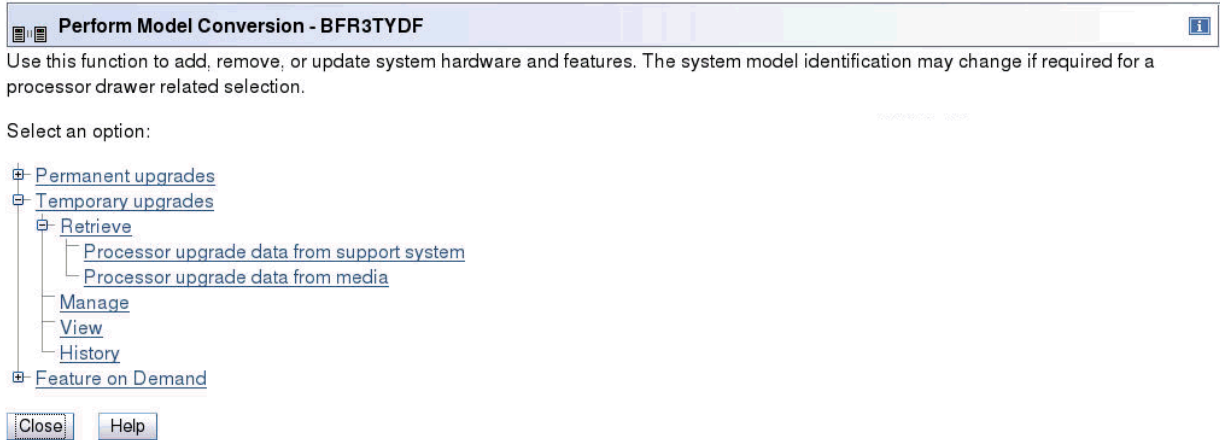 Perform Model Conversion - BFR3TYDF
Use this function to add, remove, or update system hardware and features. The system model identification may change if required for a
processor drawer related selection.
Select an option:
Permanent upgrades
Temporary upgrades
Retrieve
Processor upgrade data from support system
Processor upgrade data from media
Manage
View
History
Feature on Demand
Close Help